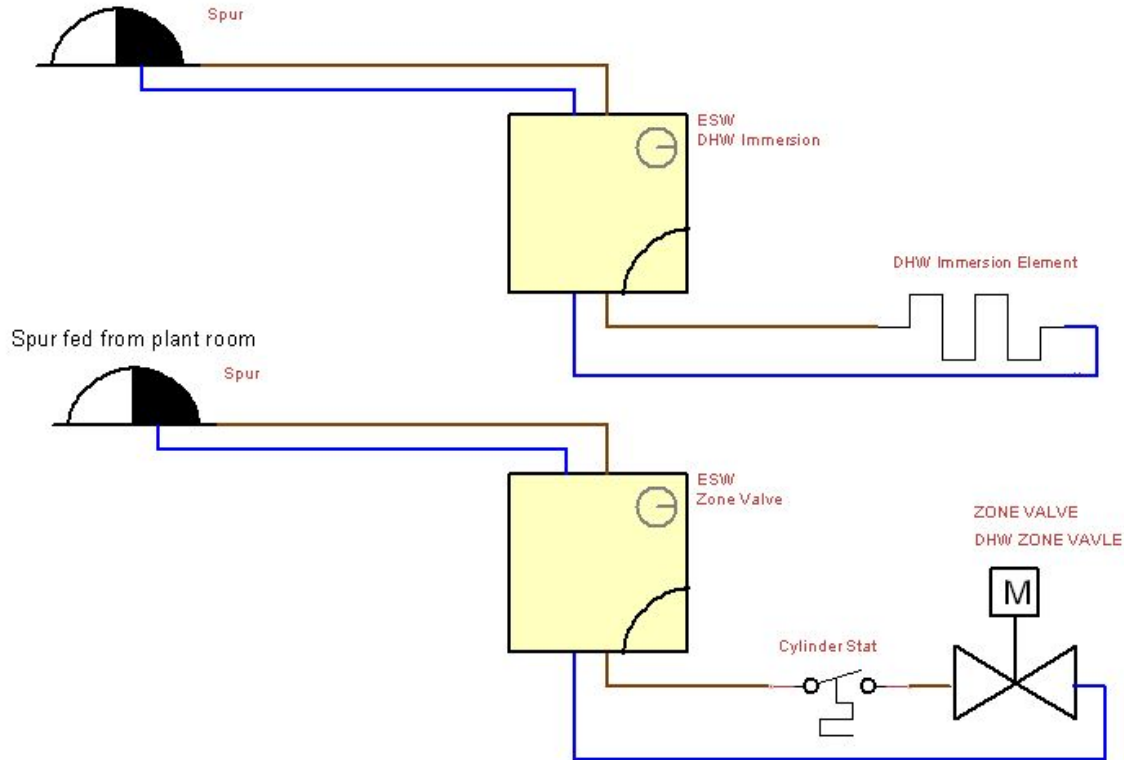 Spur
ESW
DHW Immersion
DHW Immersion Element
Spur fed from plant room
Spur
ESW
Zone Valve
ZONE VALVE
DHW ZONE VAVLE
M
Cylinder Stat